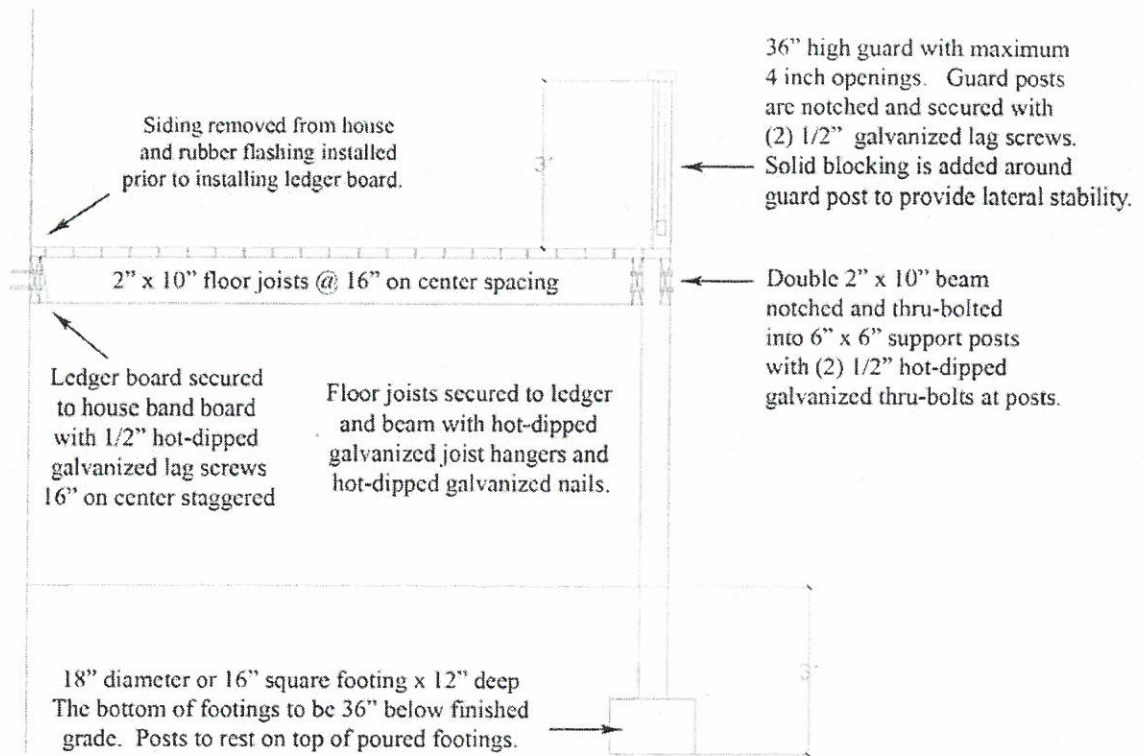 36” high guard with maximum
4 inch openings. Guard posts
are notched and secured with
(2) 1/2” galvanized lag screws.
Solid blocking is added around
guard post to provide lateral stability.
Siding removed from house
and rubber flashing installed
prior to installing ledger board.
3'
2” x 10” floor joists @ 16” on center spacing
Double 2” x 10” beam
notched and thru-bolted
into 6” x 6” support posts
with (2) 1/2” hot-dipped
galvanized thru-bolts at posts.
Ledger board secured
to house band board
with 1/2” hot-dipped
galvanized lag screws
16” on center staggered
Floor joists secured to ledger
and beam with hot-dipped
galvanized joist hangers and
hot-dipped galvanized nails.
3'
18” diameter or 16” square footing x 12” deep
The bottom of footings to be 36” below finished
grade. Posts to rest on top of poured footings.